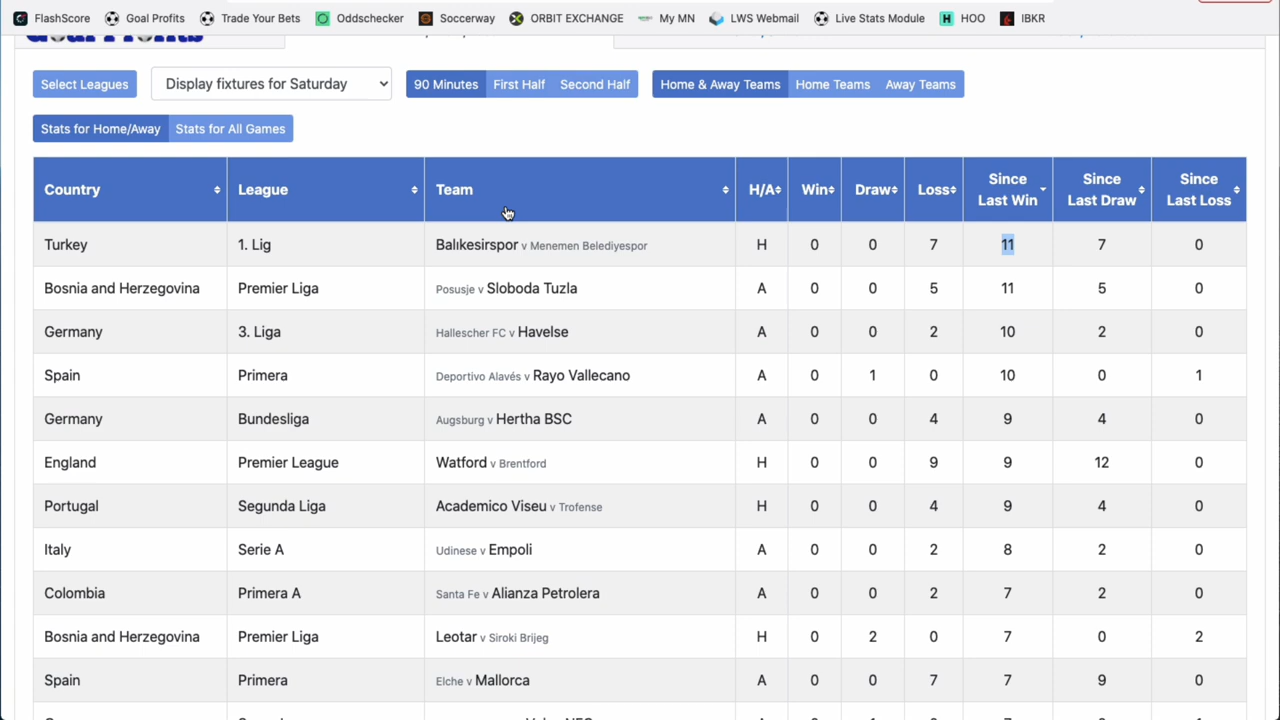 FlashScore Goal Profits Trade Your Bets Oddschecker Soccerway ORBIT EXCHANGE My MN LWS Webmail Live Stats Module HOO IBKR
Select Leagues Display fixtures for Saturday 90 Minutes First Half Second Half Home & Away Teams Home Teams Away Teams
Stats for Home/Away Stats for All Games
Country League Team H/A Win Draw Loss Since Last Win Since Last Draw Since Last Loss
Turkey 1. Lig Balıkesirspor v Menemen Belediyespor H 0 0 7 11 7 0
Bosnia and Herzegovina Premier Liga Posusje v Sloboda Tuzla A 0 0 5 11 5 0
Germany 3. Liga Hallescher FC v Havelse A 0 0 2 10 2 0
Spain Primera Deportivo Alavés v Rayo Vallecano A 0 1 0 10 0 1
Germany Bundesliga Augsburg v Hertha BSC A 0 0 4 9 4 0
England Premier League Watford v Brentford H 0 0 9 9 12 0
Portugal Segunda Liga Academico Viseu v Trofense H 0 0 4 9 4 0
Italy Serie A Udinese v Empoli A 0 0 2 8 2 0
Colombia Primera A Santa Fe v Alianza Petrolera A 0 0 2 7 2 0
Bosnia and Herzegovina Premier Liga Leotar v Siroki Brijeg H 0 2 0 7 0 2
Spain Primera Elche v Mallorca A 0 0 7 7 9 0